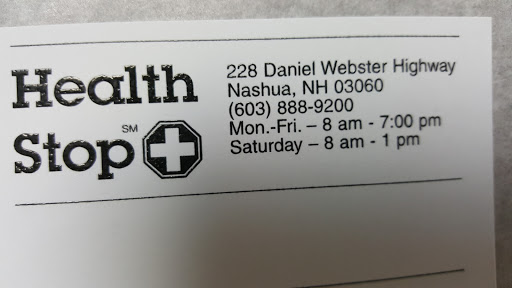 Health
Stop℠
228 Daniel Webster Highway
Nashua, NH 03060
(603) 888-9200
Mon.-Fri. – 8 am - 7:00 pm
Saturday – 8 am - 1 pm